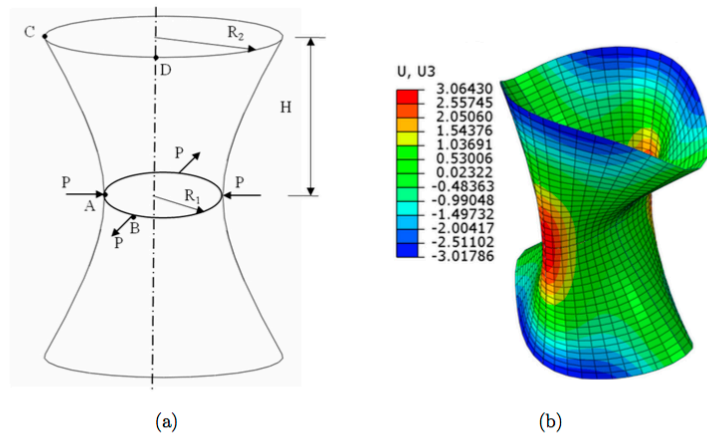 C
R2
D
H
P
P
P
A
R1
B
P
(a)
U, U3
3.06430
2.55745
2.05060
1.54376
1.03691
0.53006
0.02322
-0.48363
-0.99048
-1.49732
-2.00417
-2.51102
-3.01786
(b)